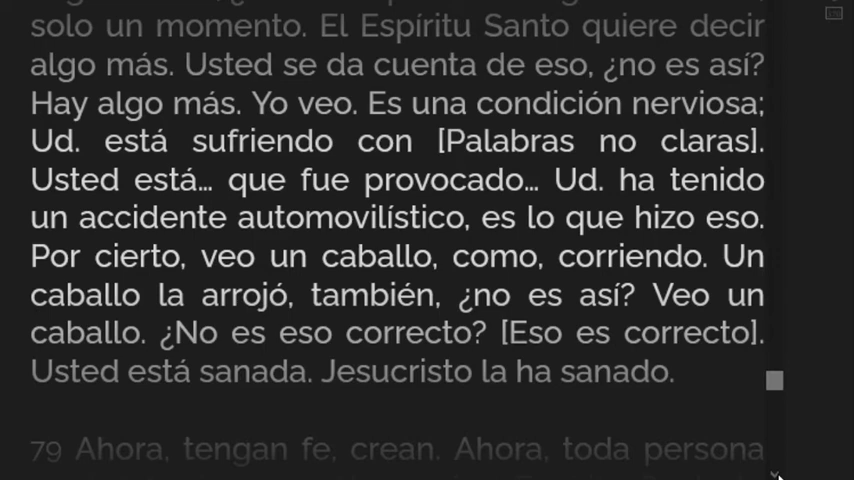 solo un momento. El Espíritu Santo quiere decir
algo más. Usted se da cuenta de eso, ¿no es así?
Hay algo más. Yo veo. Es una condición nerviosa;
Ud. está sufriendo con [Palabras no claras].
Usted está… que fue provocado… Ud. ha tenido
un accidente automovilístico, es lo que hizo eso.
Por cierto, veo un caballo, como, corriendo. Un
caballo la arrojó, también, ¿no es así? Veo un
caballo. ¿No es eso correcto? [Eso es correcto].
Usted está sanada. Jesucristo la ha sanado.
79 Ahora, tengan fe, crean. Ahora, toda persona